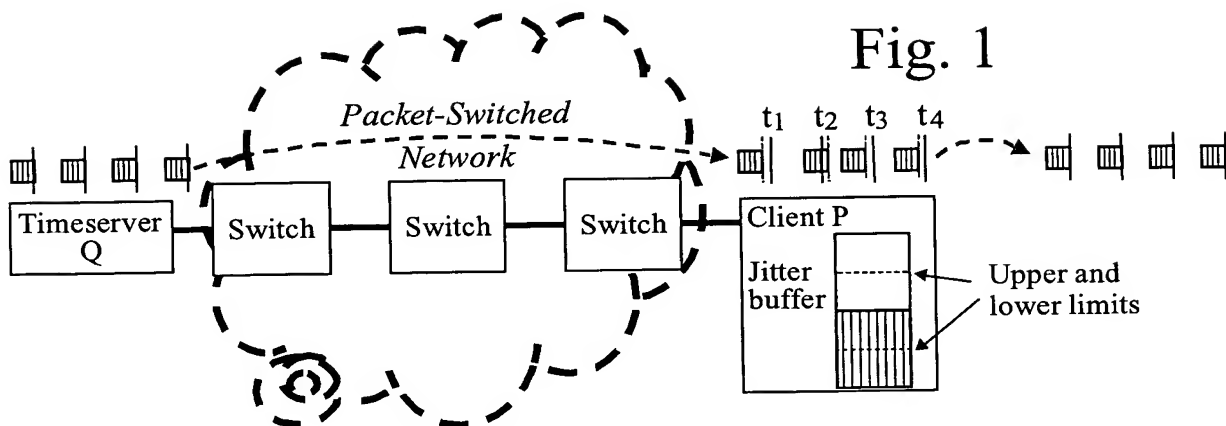 Fig. 1
Packet-Switched
Network
t1 t2 t3 t4
Timeserver
Q
Switch
Switch
Switch
Client P
Jitter
buffer
Upper and
lower limits